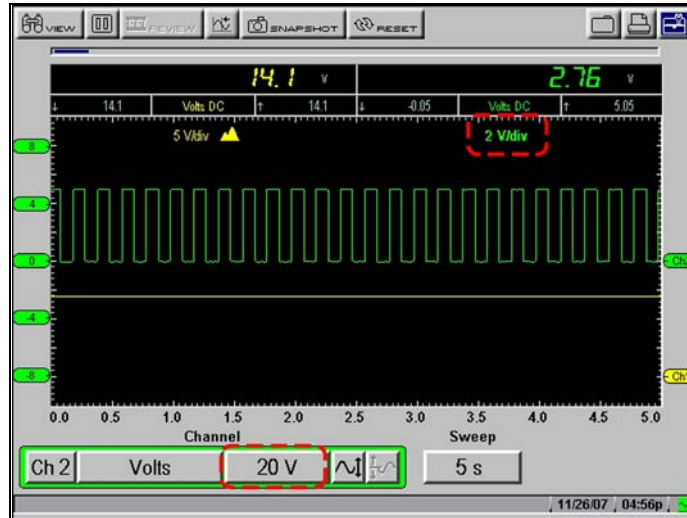 VIEW REVIEW SNAPSHOT RESET
14.1 V 2.76 V
↓ 14.1 Volts DC ↑ 14.1 ↓ -0.05 Volts DC ↑ 5.05
5 V/div 2 V/div
8
4
0 Ch2
-4
-8 Ch1
0.0 0.5 1.0 1.5 2.0 2.5 3.0 3.5 4.0 4.5 5.0
Channel Sweep
Ch 2 Volts 20 V 5 s
11/26/07 04:56p